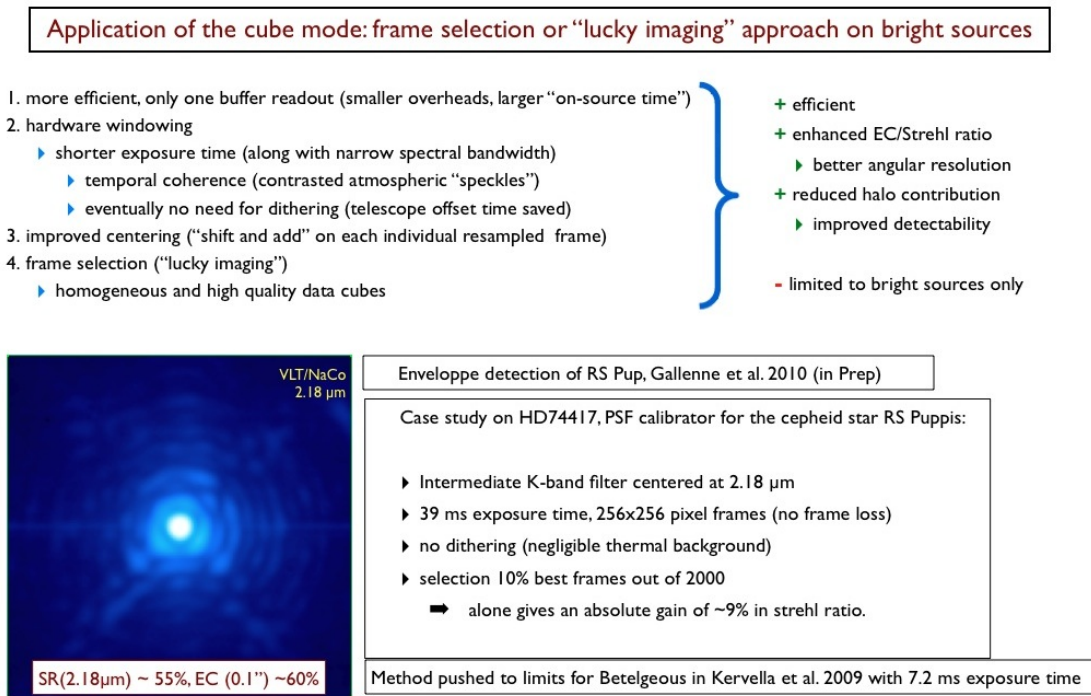 Application of the cube mode: frame selection or “lucky imaging” approach on bright sources
1. more efficient, only one buffer readout (smaller overheads, larger “on-source time”)
2. hardware windowing
shorter exposure time (along with narrow spectral bandwidth)
temporal coherence (contrasted atmospheric “speckles”)
eventually no need for dithering (telescope offset time saved)
3. improved centering (“shift and add” on each individual resampled frame)
4. frame selection (“lucky imaging”)
homogeneous and high quality data cubes
+ efficient
+ enhanced EC/Strehl ratio
better angular resolution
+ reduced halo contribution
improved detectability
- limited to bright sources only
VLT/NaCo
2.18 µm
SR(2.18µm) ~ 55%, EC (0.1”) ~60%
Enveloppe detection of RS Pup, Gallenne et al. 2010 (in Prep)
Case study on HD74417, PSF calibrator for the cepheid star RS Puppis:
Intermediate K-band filter centered at 2.18 µm
39 ms exposure time, 256x256 pixel frames (no frame loss)
no dithering (negligible thermal background)
selection 10% best frames out of 2000
➡ alone gives an absolute gain of ~9% in strehl ratio.
Method pushed to limits for Betelgeous in Kervella et al. 2009 with 7.2 ms exposure time